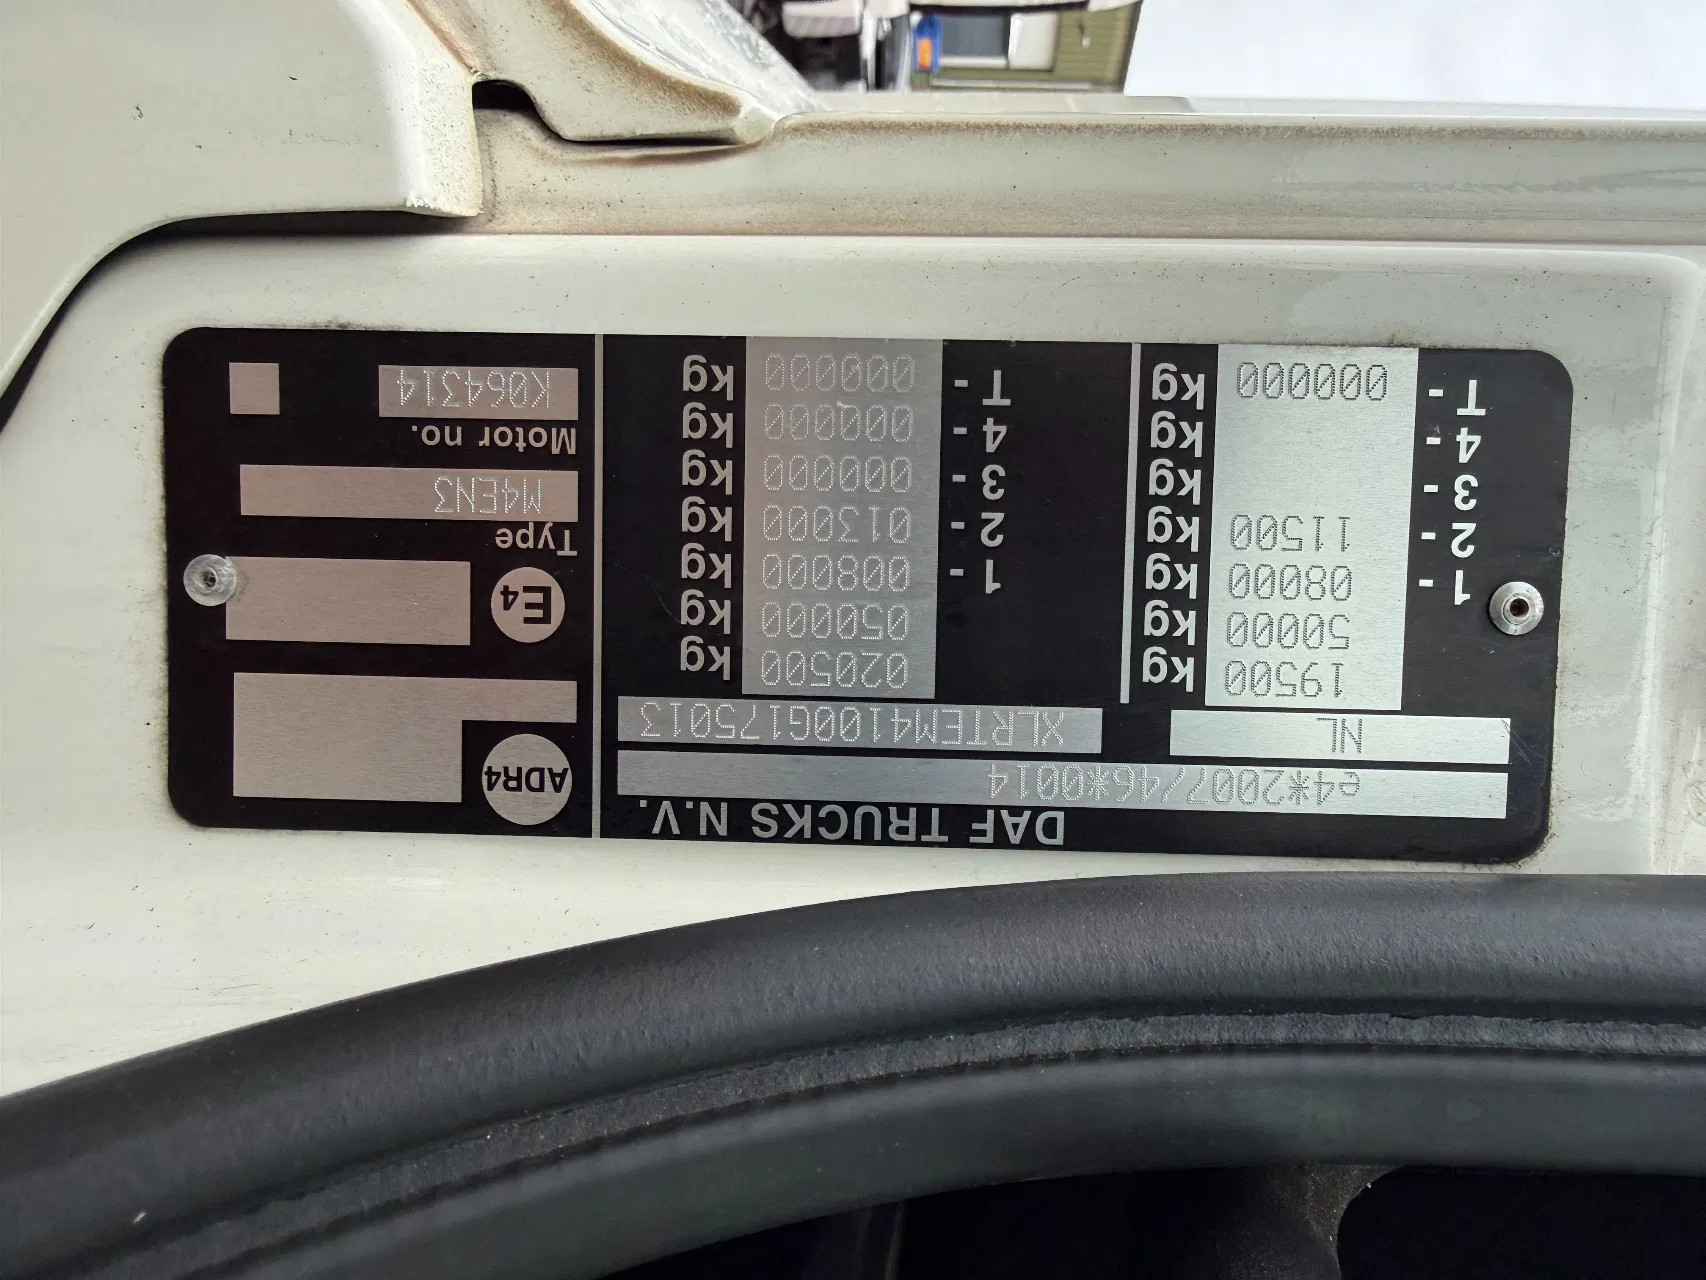 DAF TRUCKS N.V.
e4*2007/46*0014
NL XLRTEM4100G175013
19500 kg 020500 kg
50000 kg 050000 kg
1 - 08000 kg 1 - 008000 kg
2 - 11500 kg 2 - 013000 kg
3 - kg 3 - 000000 kg
4 - kg 4 - 000000 kg
T - 000000 kg T - 000000 kg
ADR4
E4
Type
M4EN3
Motor no.
K064314